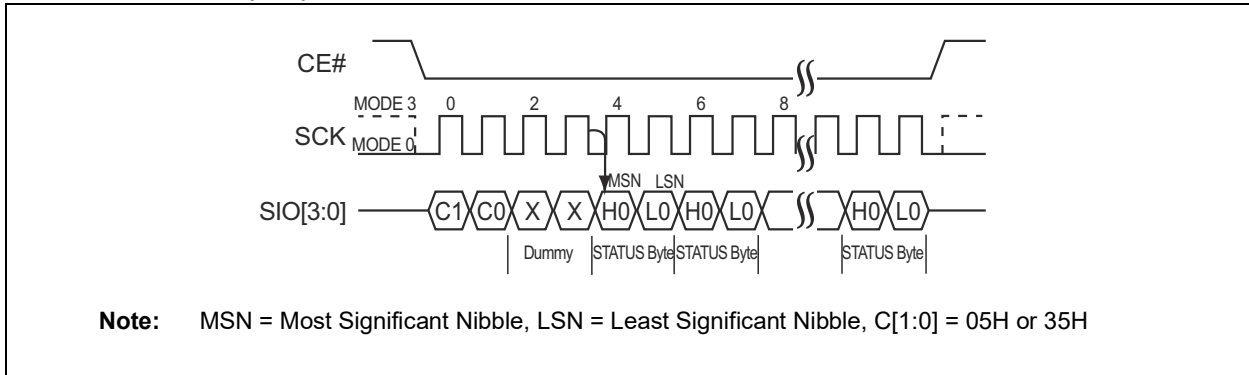 CE#
MODE 3 0 2 4 6 8
SCK MODE 0
MSN LSN
SIO[3:0] C1 C0 X X H0 L0 H0 L0 H0 L0
Dummy STATUS Byte STATUS Byte STATUS Byte
Note: MSN = Most Significant Nibble, LSN = Least Significant Nibble, C[1:0] = 05H or 35H